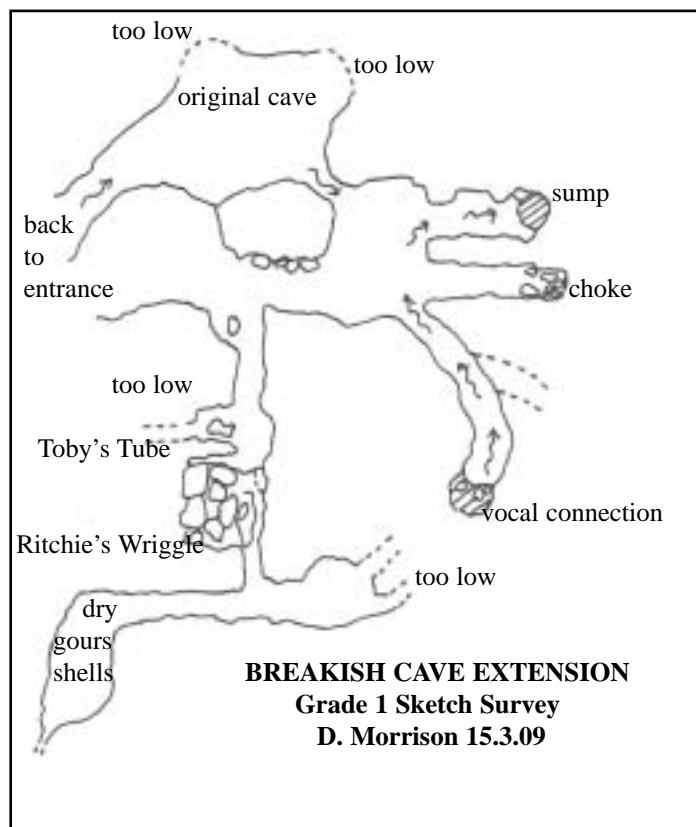 too low
too low
original cave
sump
back
to
entrance
choke
too low
Toby's Tube
vocal connection
Ritchie's Wriggle
too low
dry
gours
shells
BREAKISH CAVE EXTENSION
Grade 1 Sketch Survey
D. Morrison 15.3.09